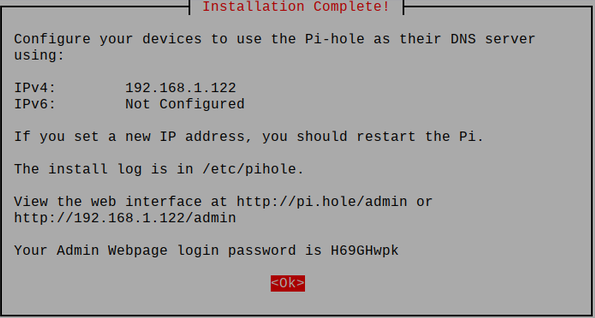 Installation Complete!
Configure your devices to use the Pi-hole as their DNS server
using:
IPv4: 192.168.1.122
IPv6: Not Configured
If you set a new IP address, you should restart the Pi.
The install log is in /etc/pihole.
View the web interface at http://pi.hole/admin or
http://192.168.1.122/admin
Your Admin Webpage login password is H69GHwpk
<Ok>